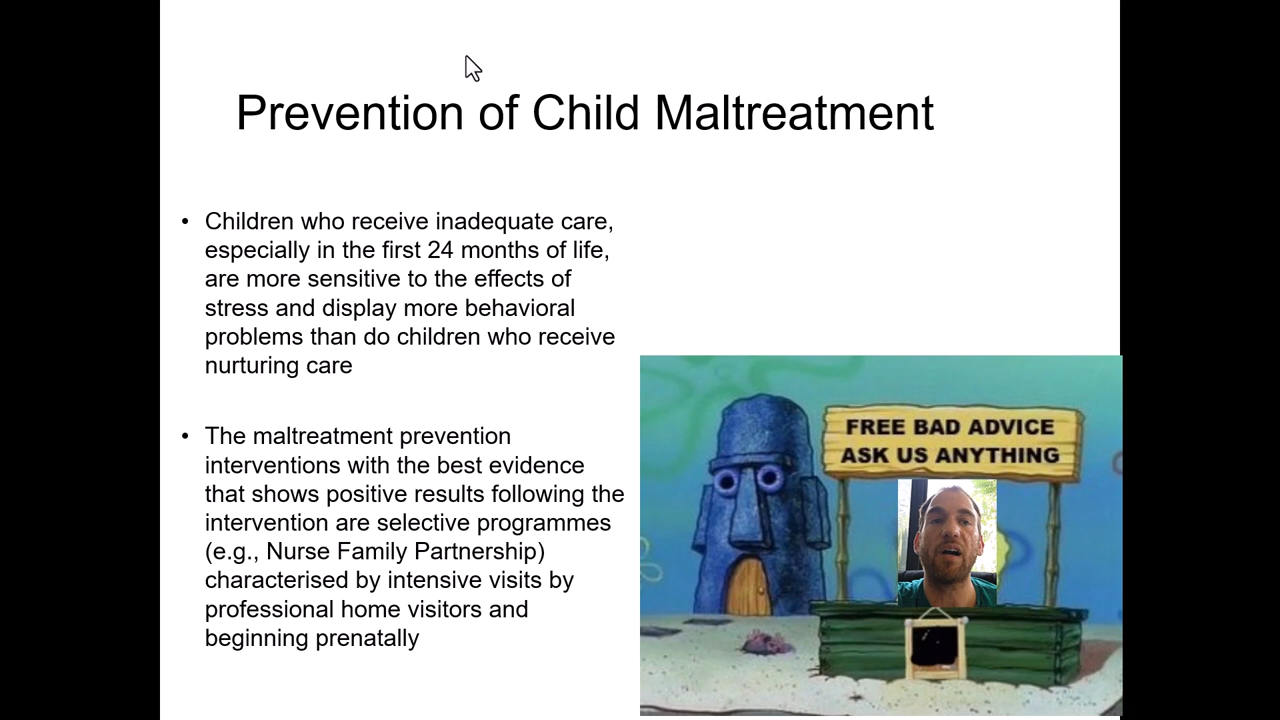 Prevention of Child Maltreatment
• Children who receive inadequate care,
especially in the first 24 months of life,
are more sensitive to the effects of
stress and display more behavioral
problems than do children who receive
nurturing care
• The maltreatment prevention
interventions with the best evidence
that shows positive results following the
intervention are selective programmes
(e.g., Nurse Family Partnership)
characterised by intensive visits by
professional home visitors and
beginning prenatally
FREE BAD ADVICE
ASK US ANYTHING